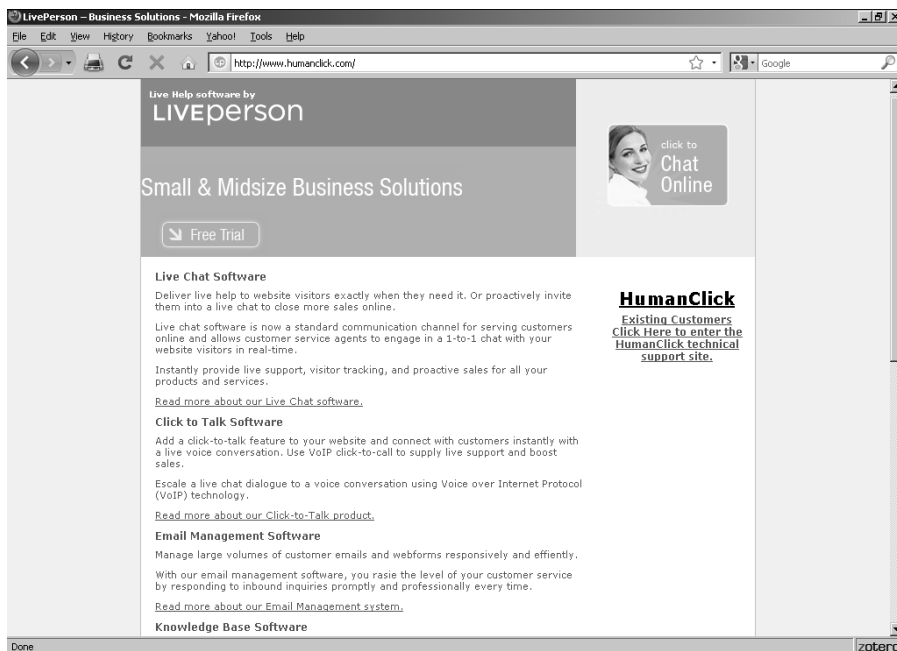 LivePerson – Business Solutions - Mozilla Firefox
File Edit View History Bookmarks Yahoo! Tools Help
http://www.humanclick.com/
Google
Live Help software by
LIVEperson
click to
Chat
Online
Small & Midsize Business Solutions
Free Trial
Live Chat Software
Deliver live help to website visitors exactly when they need it. Or proactively invite
them into a live chat to close more sales online.
Live chat software is now a standard communication channel for serving customers
online and allows customer service agents to engage in a 1-to-1 chat with your
website visitors in real-time.
Instantly provide live support, visitor tracking, and proactive sales for all your
products and services.
Read more about our Live Chat software.
Click to Talk Software
Add a click-to-talk feature to your website and connect with customers instantly with
a live voice conversation. Use VoIP click-to-call to supply live support and boost
sales.
Escale a live chat dialogue to a voice conversation using Voice over Internet Protocol
(VoIP) technology.
Read more about our Click-to-Talk product.
Email Management Software
Manage large volumes of customer emails and webforms responsively and effiently.
With our email management software, you rasie the level of your customer service
by responding to inbound inquiries promptly and professionally every time.
Read more about our Email Management system.
Knowledge Base Software
HumanClick
Existing Customers
Click Here to enter the
HumanClick technical
support site.
Done
zotero